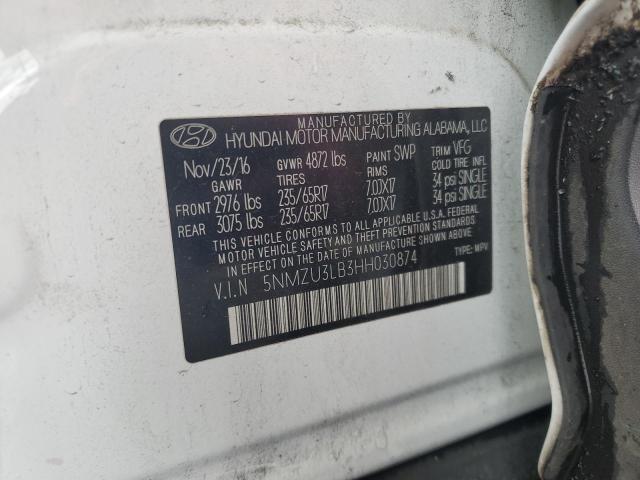 MANUFACTURED BY
HYUNDAI MOTOR MANUFACTURING ALABAMA, LLC
Nov/23/16 GVWR 4872 lbs PAINT SWP TRIM VFG
GAWR TIRES RIMS COLD TIRE INFL
FRONT 2976 lbs 235/65R17 7.0JX17 34 psi SINGLE
REAR 3075 lbs 235/65R17 7.0JX17 34 psi SINGLE
THIS VEHICLE CONFORMS TO ALL APPLICABLE U.S.A. FEDERAL
MOTOR VEHICLE SAFETY AND THEFT PREVENTION STANDARDS
IN EFFECT ON THE DATE OF MANUFACTURE SHOWN ABOVE.
V.I.N 5NMZU3LB3HH030874 TYPE: MPV